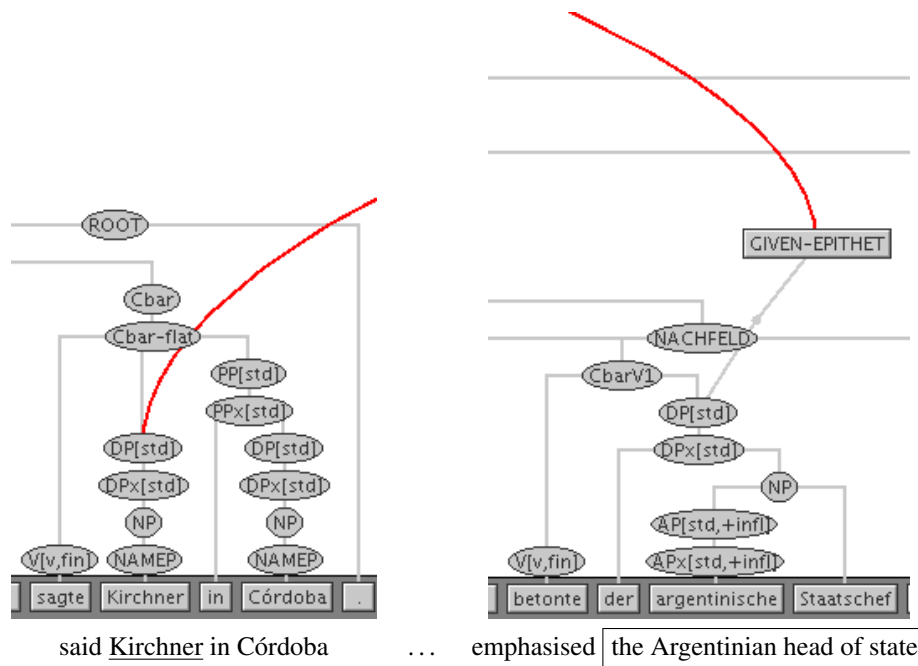 ROOT
Cbar
Cbar-flat
PP[std]
PPx[std]
DP[std] DP[std]
DPx[std] DPx[std]
NP NP
V[v,fin] NAMEP NAMEP
sagte Kirchner in Córdoba .
said Kirchner in Córdoba
...
GIVEN-EPITHET
NACHFELD
CbarV1
DP[std]
DPx[std]
NP
AP[std,+infl]
V[v,fin] APx[std,+infl]
betonte der argentinische Staatschef
emphasised the Argentinian head of state